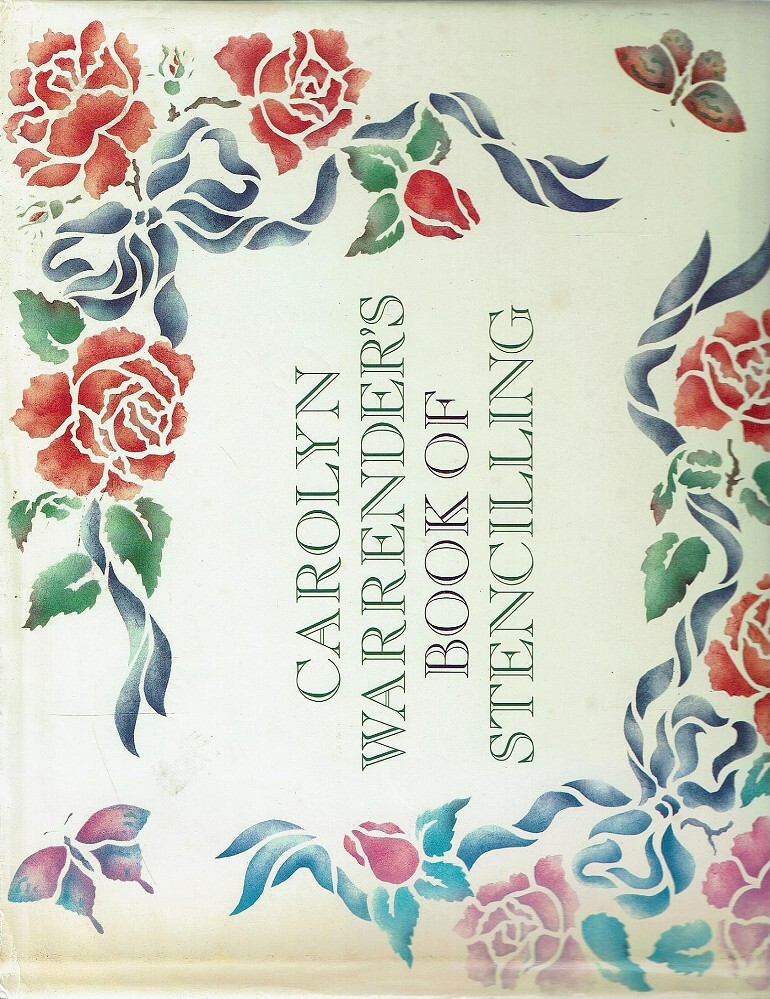 CAROLYN
WARRENDER'S
BOOK OF
STENCILLING